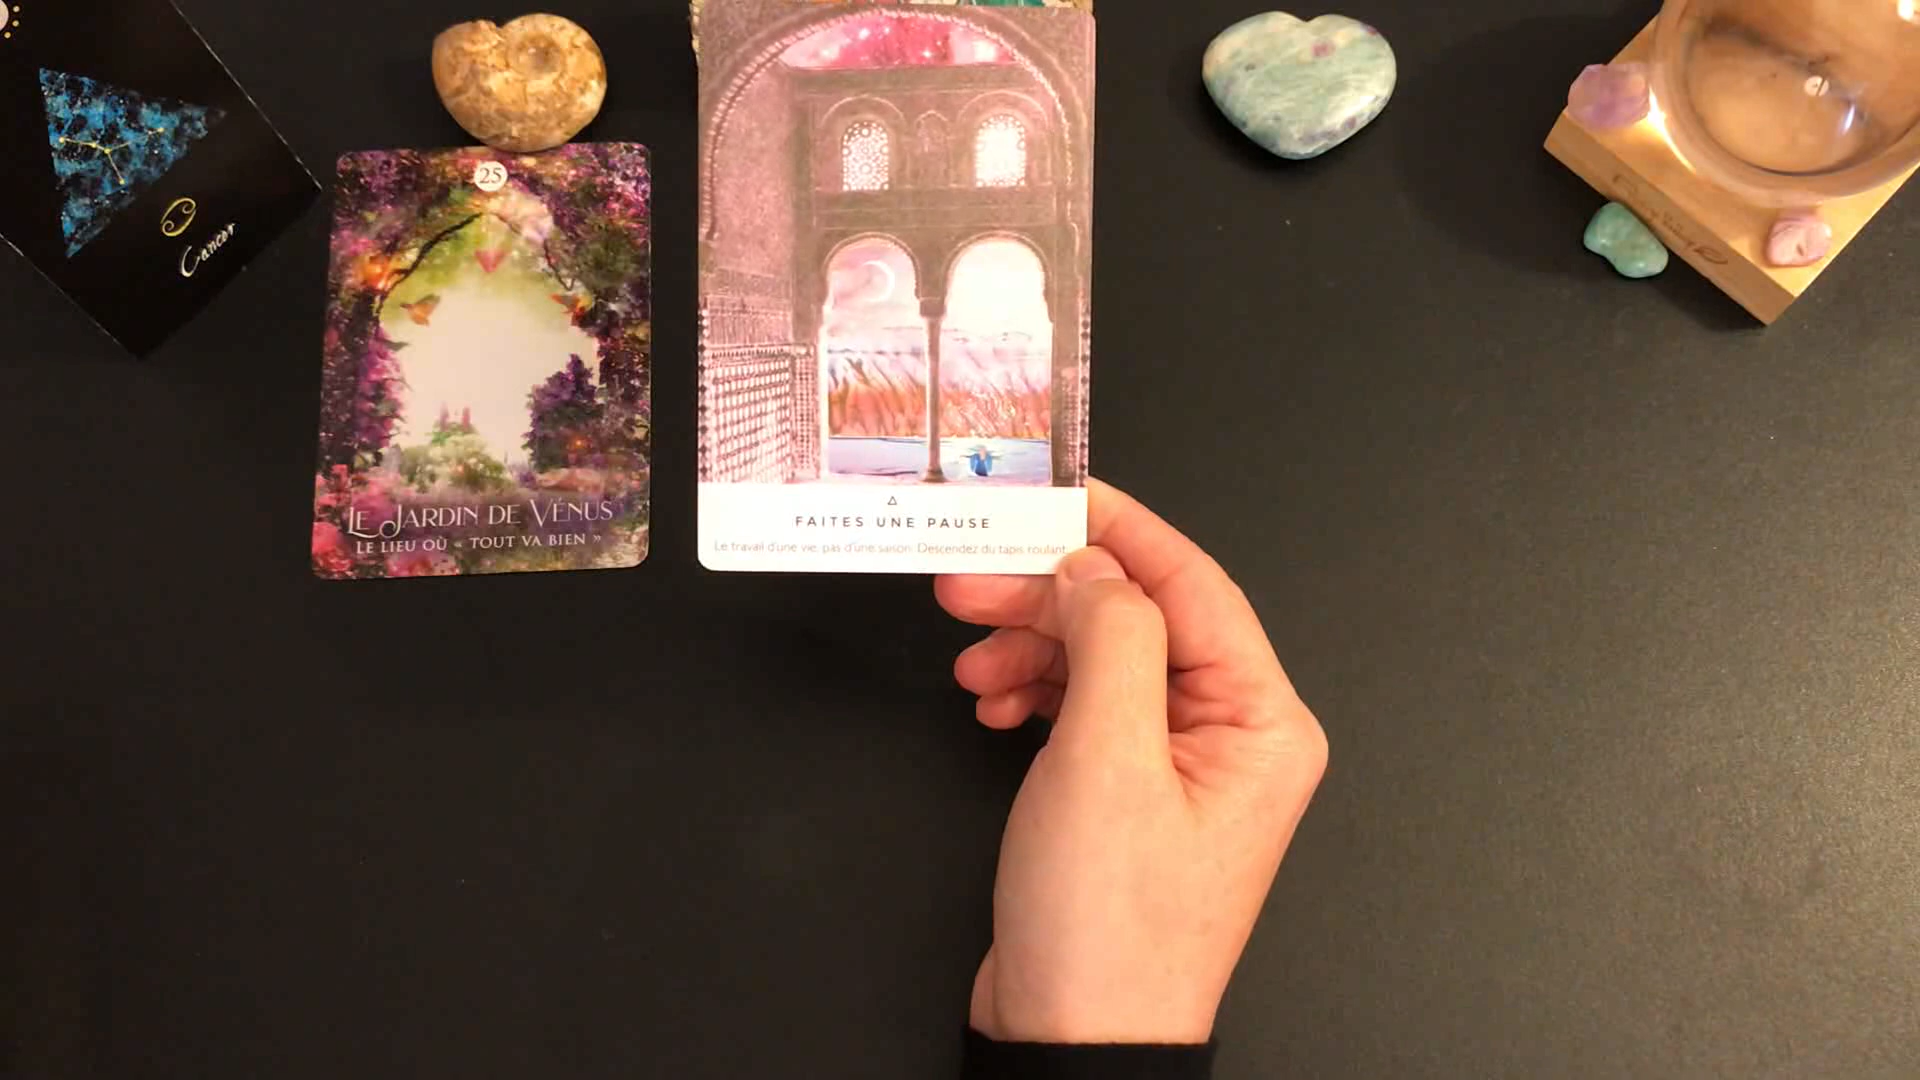 Cancer
25
LE JARDIN DE VÉNUS
LE LIEU OÙ « TOUT VA BIEN »
FAITES UNE PAUSE
Le travail d'une vie, pas d'une saison. Descendez du tapis roulant.